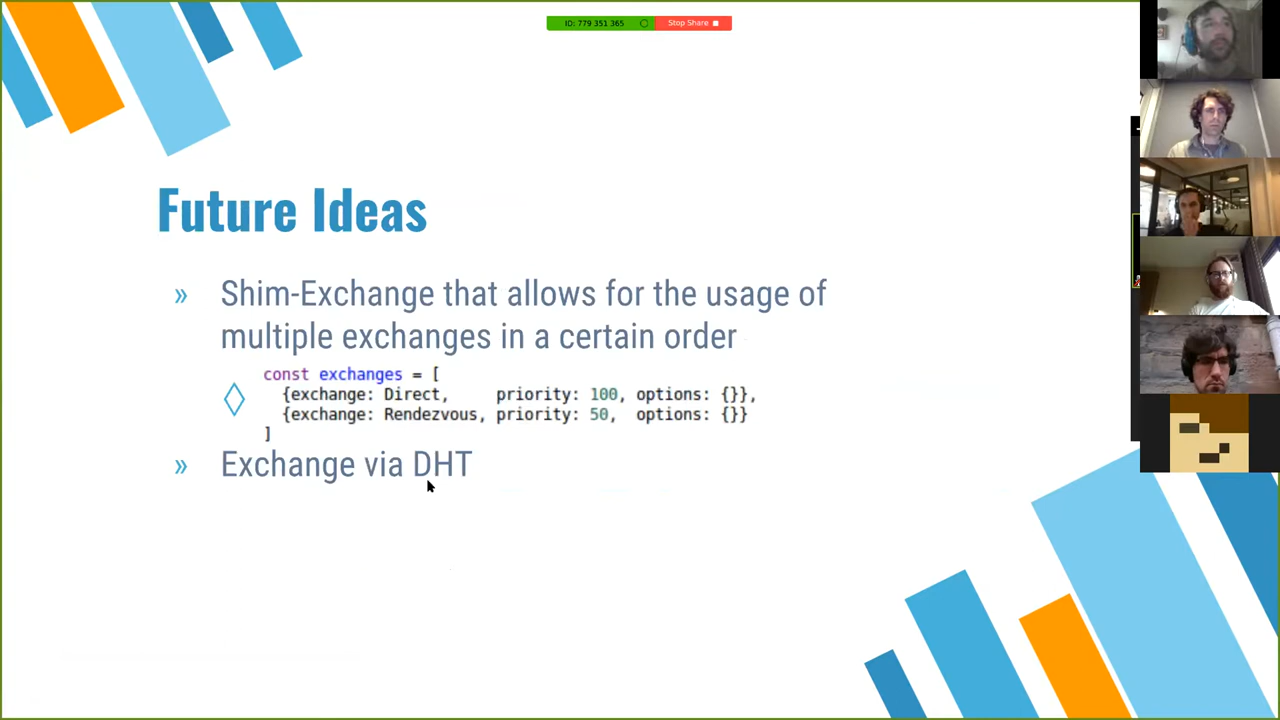 ID: 779 351 365 Stop Share
Future Ideas
» Shim-Exchange that allows for the usage of
multiple exchanges in a certain order
const exchanges = [
{exchange: Direct, priority: 100, options: {}},
{exchange: Rendezvous, priority: 50, options: {}}
]
» Exchange via DHT